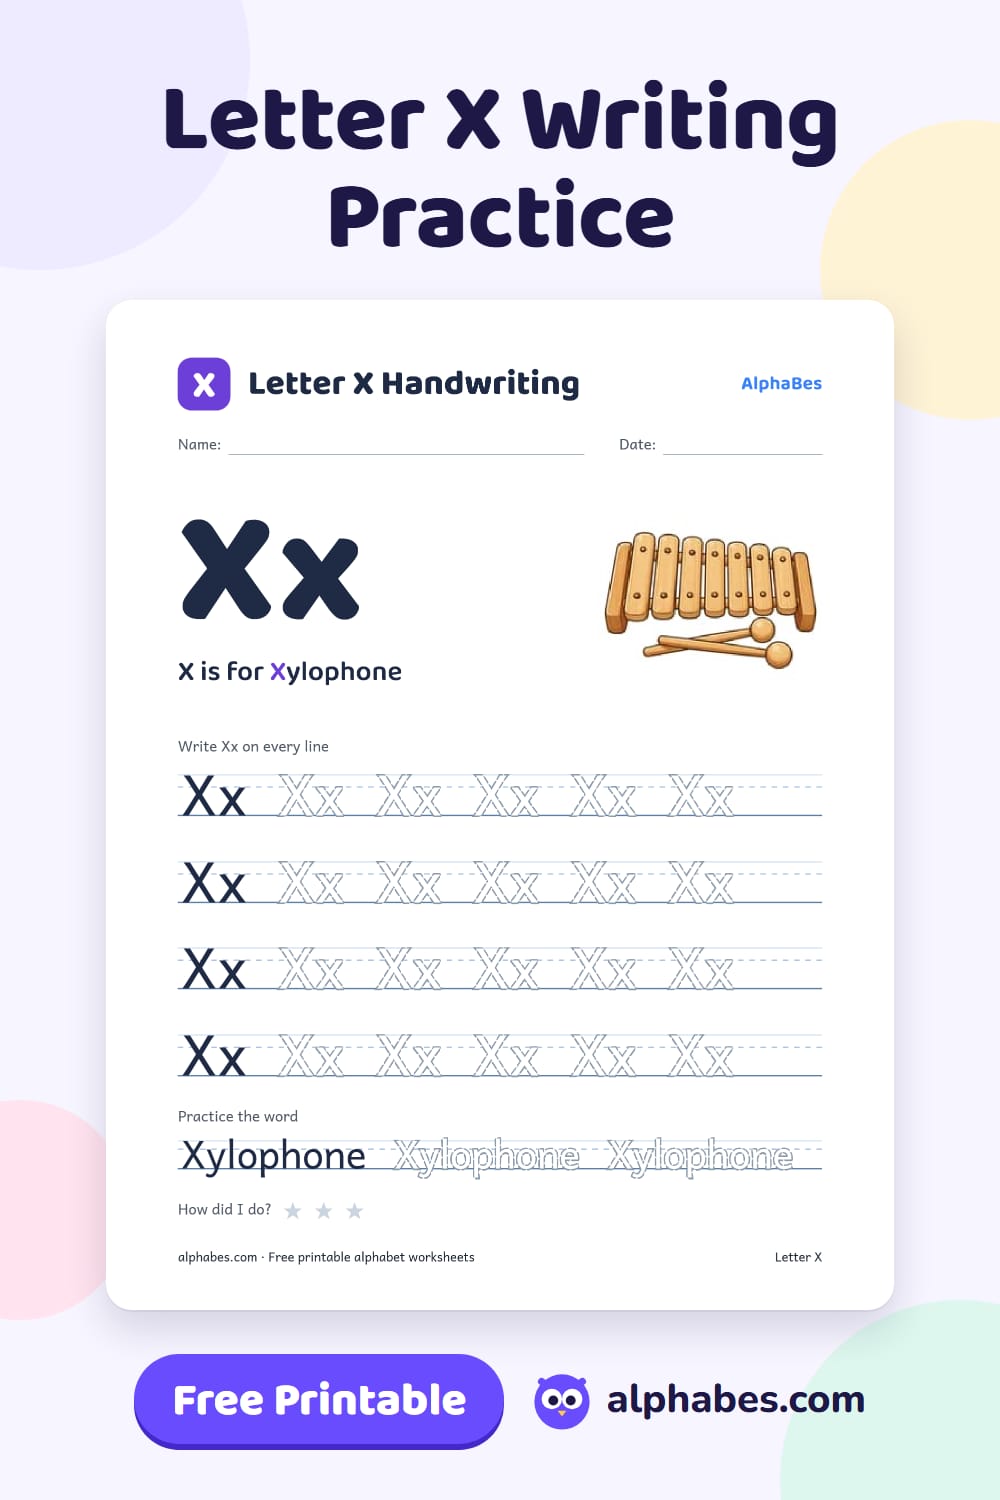 Letter X Writing
Practice
X Letter X Handwriting AlphaBes
Name: Date:
Xx
X is for Xylophone
Write Xx on every line
Xx Xx Xx Xx Xx Xx
Xx Xx Xx Xx Xx Xx
Xx Xx Xx Xx Xx Xx
Xx Xx Xx Xx Xx Xx
Practice the word
Xylophone Xylophone Xylophone
How did I do? ★ ★ ★
alphabes.com · Free printable alphabet worksheets Letter X
Free Printable alphabes.com